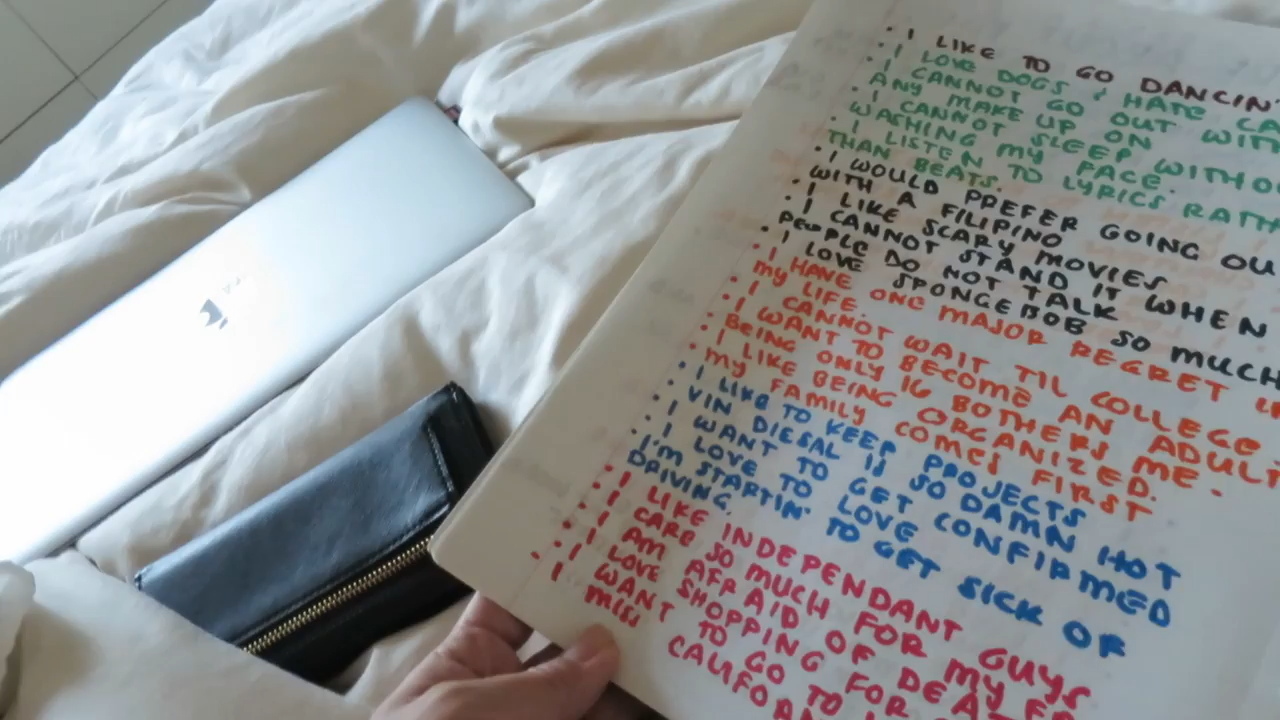 • I LIKE TO GO DANCIN'
• I LOVE DOGS & HATE CA
• I CANNOT GO OUT WITH
ANY MAKE UP ON
• I CANNOT SLEEP WITHO
WASHING MY FACE.
• I LISTEN TO LYRICS RATH
THAN BEATS.
• I WOULD PREFER GOING OU
WITH A FILIPINO
• I LIKE SCARY MOVIES
• I CANNOT STAND IT WHEN
PEOPLE DO NOT TALK
• I LOVE SPONGEBOB SO MUCH
• I HAVE ONE MAJOR REGRET
MY LIFE.
• I CANNOT WAIT TIL COLLEGE.
• I WANT TO BECOME AN ADULT
BEING ONLY 16 BOTHERS ME.
• I LIKE BEING ORGANIZED.
• MY FAMILY COMES FIRST
• I LIKE TO KEEP PROJECTS
• VIN DIESAL IS SO DAMN HOT
• I WANT TO GET CONFIRMED
• I LOVE TO LOVE
• I'M STARTIN' TO GET SICK OF
DRIVING.
• I LIKE INDEPENDANT GUYS
• I CARE SO MUCH FOR MY FR
• I AM AFRAID OF DEAT
• I LOVE SHOPPING FOR
• I WANT TO GO TO
• I MISS CALIFORN